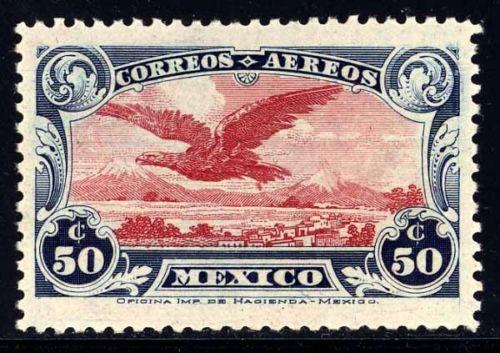 CORREOS AEREOS
¢ ¢
50 MEXICO 50
OFICINA IMP. DE HACIENDA-MEXICO.